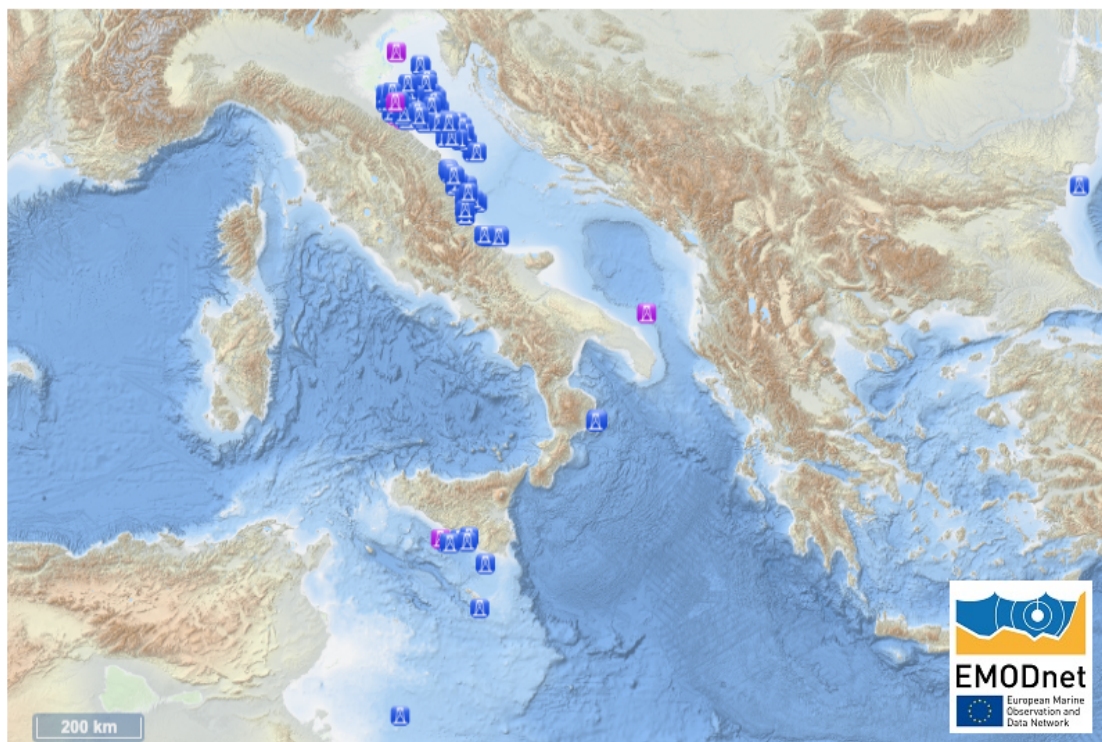 200 km
EMODnet
European Marine
Observation and
Data Network